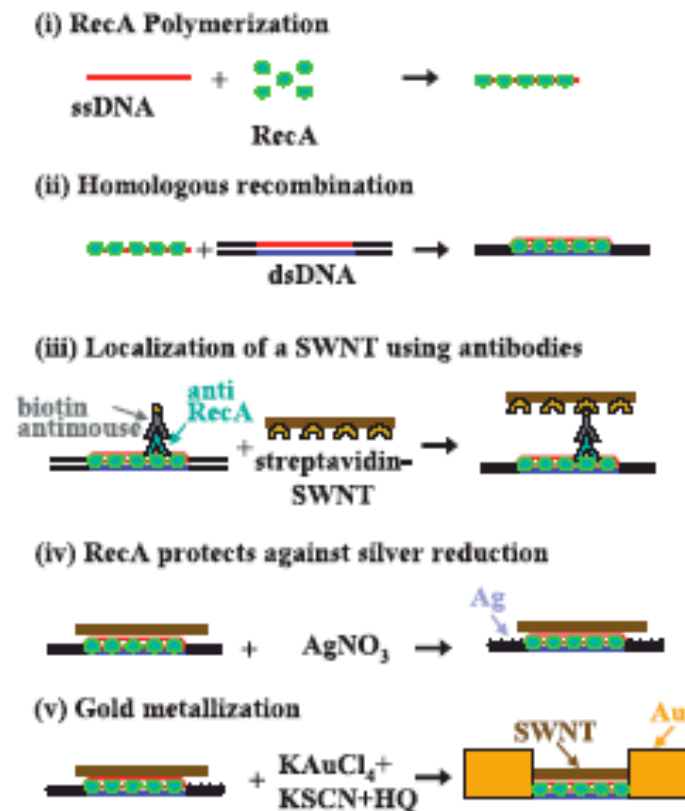 (i) RecA Polymerization
ssDNA + RecA
(ii) Homologous recombination
+ dsDNA
(iii) Localization of a SWNT using antibodies
biotin
antimouse
anti
RecA
+
streptavidin-
SWNT
(iv) RecA protects against silver reduction
+ AgNO₃
Ag
(v) Gold metallization
+ KAuCl₄+
KSCN+HQ
SWNT
Au